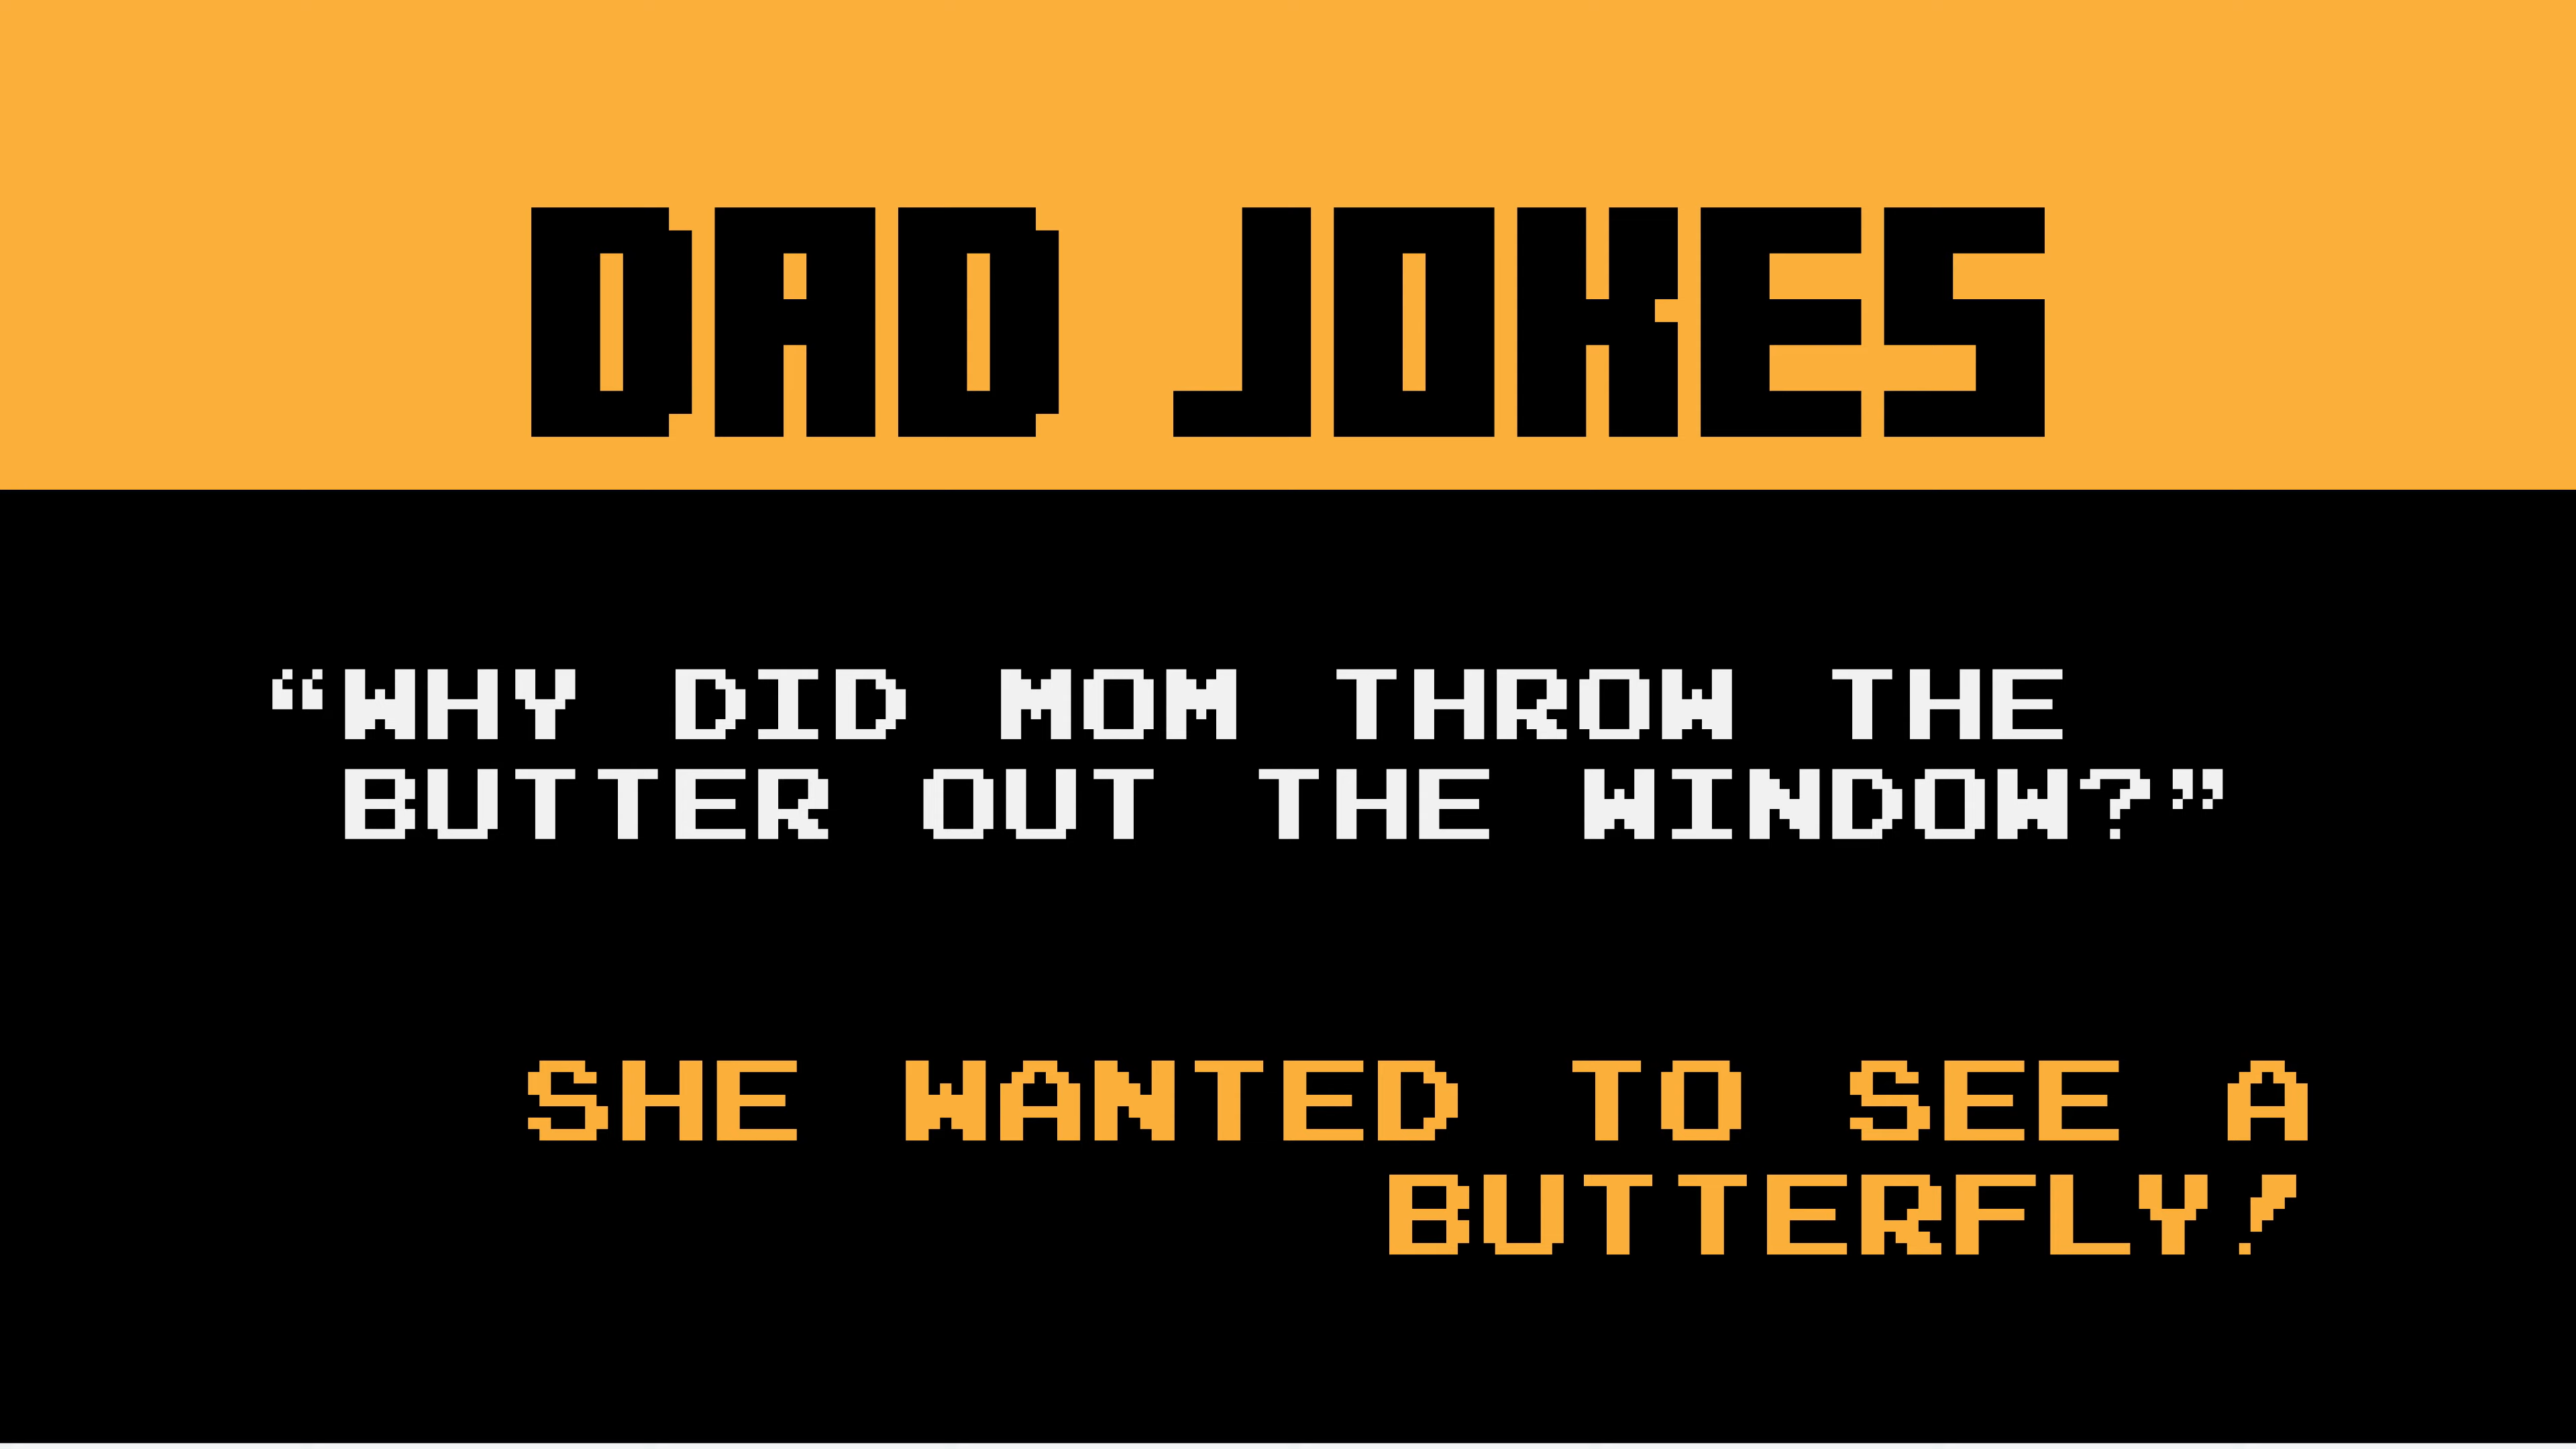 DAD JOKES
“WHY DID MOM THROW THE
BUTTER OUT THE WINDOW?”
SHE WANTED TO SEE A
BUTTERFLY!